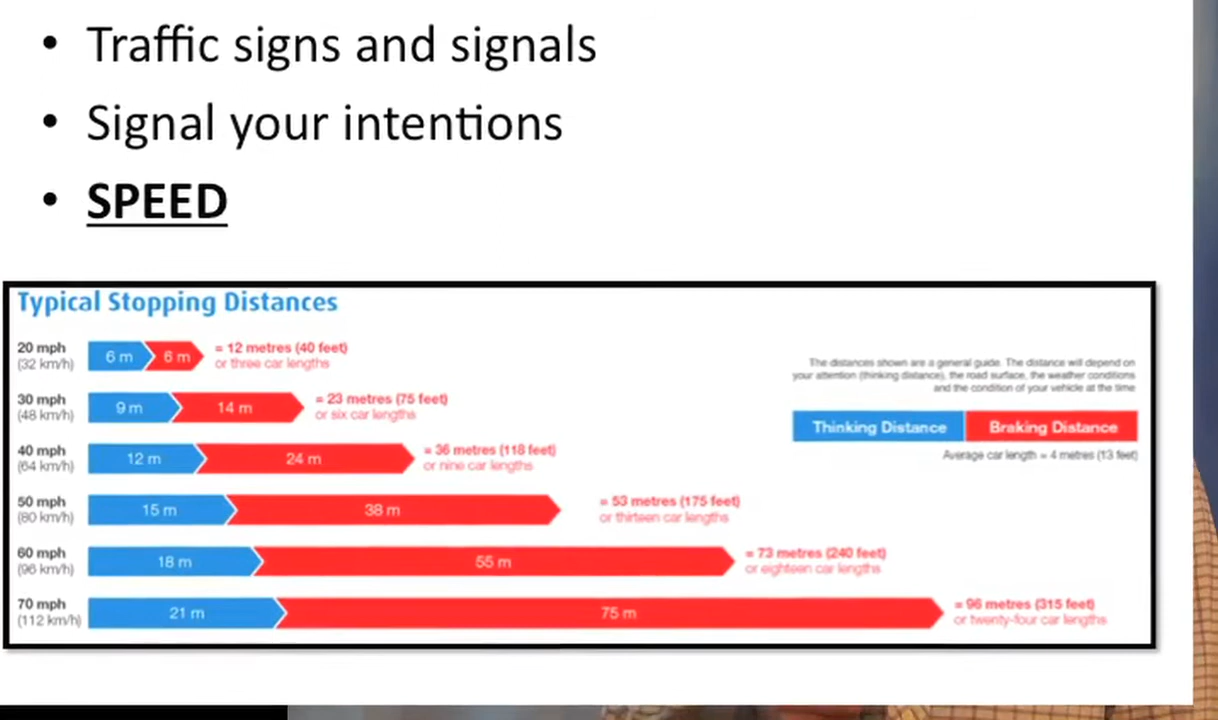 • Traffic signs and signals
• Signal your intentions
• SPEED
Typical Stopping Distances
20 mph
(32 km/h)
6 m
6 m
= 12 metres (40 feet)
or three car lengths
30 mph
(48 km/h)
9 m
14 m
= 23 metres (75 feet)
or six car lengths
40 mph
(64 km/h)
12 m
24 m
= 36 metres (118 feet)
or nine car lengths
50 mph
(80 km/h)
15 m
38 m
= 53 metres (175 feet)
or thirteen car lengths
60 mph
(96 km/h)
18 m
55 m
= 73 metres (240 feet)
or eighteen car lengths
70 mph
(112 km/h)
21 m
75 m
= 96 metres (315 feet)
or twenty-four car lengths
The distances shown are a general guide. The distance will depend on
your attention (thinking distance), the road surface, the weather conditions
and the condition of your vehicle at the time
Thinking Distance
Braking Distance
Average car length = 4 metres (13 feet)